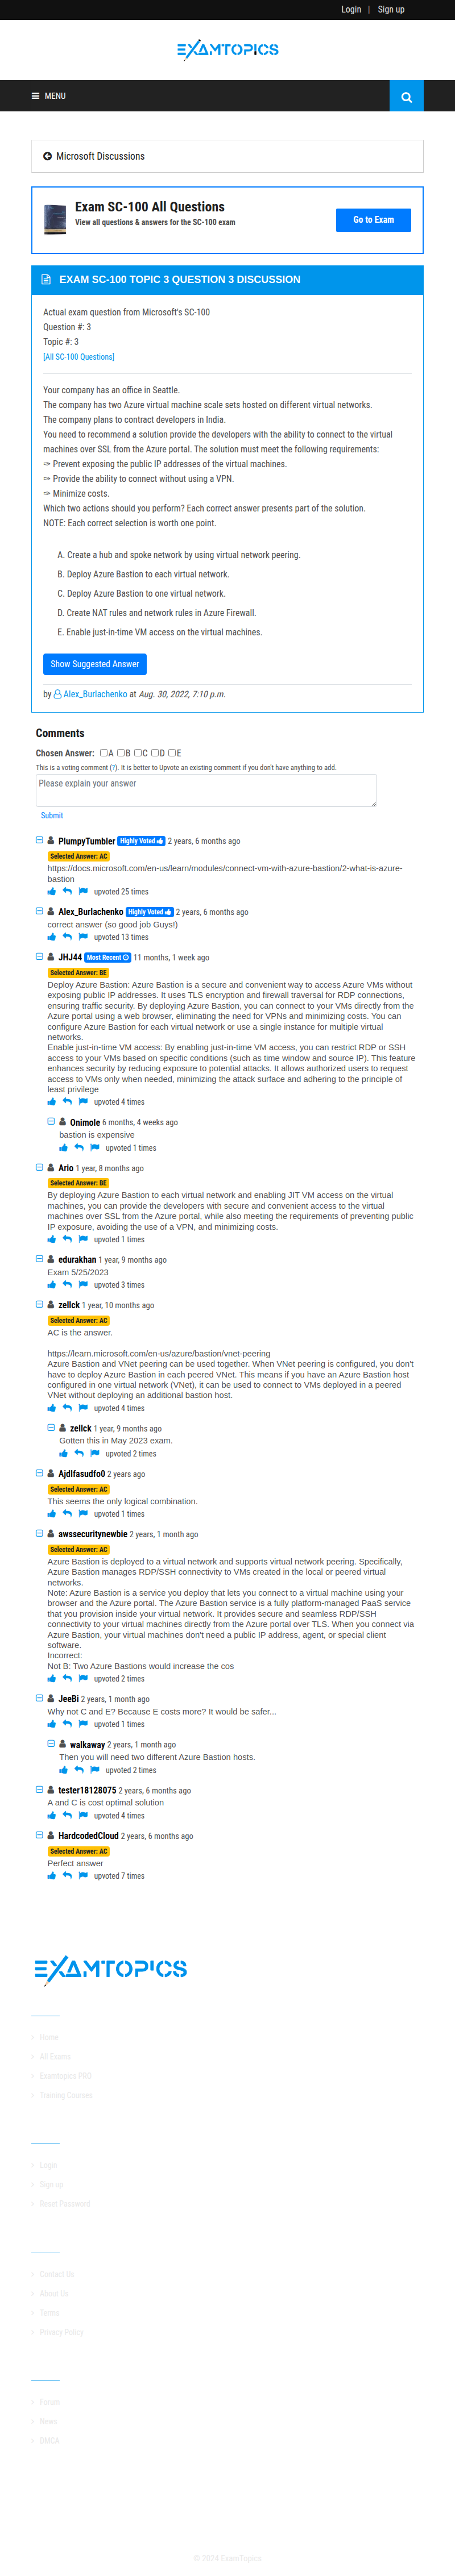 Login | Sign up
EXAMTOPICS
MENU
Microsoft Discussions
Exam SC-100 All Questions
View all questions & answers for the SC-100 exam
Go to Exam
EXAM SC-100 TOPIC 3 QUESTION 3 DISCUSSION
Actual exam question from Microsoft's SC-100
Question #: 3
Topic #: 3
[All SC-100 Questions]
Your company has an office in Seattle.
The company has two Azure virtual machine scale sets hosted on different virtual networks.
The company plans to contract developers in India.
You need to recommend a solution provide the developers with the ability to connect to the virtual
machines over SSL from the Azure portal. The solution must meet the following requirements:
✑ Prevent exposing the public IP addresses of the virtual machines.
✑ Provide the ability to connect without using a VPN.
✑ Minimize costs.
Which two actions should you perform? Each correct answer presents part of the solution.
NOTE: Each correct selection is worth one point.
A. Create a hub and spoke network by using virtual network peering.
B. Deploy Azure Bastion to each virtual network.
C. Deploy Azure Bastion to one virtual network.
D. Create NAT rules and network rules in Azure Firewall.
E. Enable just-in-time VM access on the virtual machines.
Show Suggested Answer
by Alex_Burlachenko at Aug. 30, 2022, 7:10 p.m.
Comments
Chosen Answer: A B C D E
This is a voting comment (?). It is better to Upvote an existing comment if you don't have anything to add.
Please explain your answer
Submit
PlumpyTumbler Highly Voted 2 years, 6 months ago
Selected Answer: AC
https://docs.microsoft.com/en-us/learn/modules/connect-vm-with-azure-bastion/2-what-is-azure-
bastion
upvoted 25 times
Alex_Burlachenko Highly Voted 2 years, 6 months ago
correct answer (so good job Guys!)
upvoted 13 times
JHJ44 Most Recent 11 months, 1 week ago
Selected Answer: BE
Deploy Azure Bastion: Azure Bastion is a secure and convenient way to access Azure VMs without
exposing public IP addresses. It uses TLS encryption and firewall traversal for RDP connections,
ensuring traffic security. By deploying Azure Bastion, you can connect to your VMs directly from the
Azure portal using a web browser, eliminating the need for VPNs and minimizing costs. You can
configure Azure Bastion for each virtual network or use a single instance for multiple virtual
networks.
Enable just-in-time VM access: By enabling just-in-time VM access, you can restrict RDP or SSH
access to your VMs based on specific conditions (such as time window and source IP). This feature
enhances security by reducing exposure to potential attacks. It allows authorized users to request
access to VMs only when needed, minimizing the attack surface and adhering to the principle of
least privilege
upvoted 4 times
Onimole 6 months, 4 weeks ago
bastion is expensive
upvoted 1 times
Ario 1 year, 8 months ago
Selected Answer: BE
By deploying Azure Bastion to each virtual network and enabling JIT VM access on the virtual
machines, you can provide the developers with secure and convenient access to the virtual
machines over SSL from the Azure portal, while also meeting the requirements of preventing public
IP exposure, avoiding the use of a VPN, and minimizing costs.
upvoted 1 times
edurakhan 1 year, 9 months ago
Exam 5/25/2023
upvoted 3 times
zellck 1 year, 10 months ago
Selected Answer: AC
AC is the answer.
https://learn.microsoft.com/en-us/azure/bastion/vnet-peering
Azure Bastion and VNet peering can be used together. When VNet peering is configured, you don't
have to deploy Azure Bastion in each peered VNet. This means if you have an Azure Bastion host
configured in one virtual network (VNet), it can be used to connect to VMs deployed in a peered
VNet without deploying an additional bastion host.
upvoted 4 times
zellck 1 year, 9 months ago
Gotten this in May 2023 exam.
upvoted 2 times
Ajdlfasudfo0 2 years ago
Selected Answer: AC
This seems the only logical combination.
upvoted 1 times
awssecuritynewbie 2 years, 1 month ago
Selected Answer: AC
Azure Bastion is deployed to a virtual network and supports virtual network peering. Specifically,
Azure Bastion manages RDP/SSH connectivity to VMs created in the local or peered virtual
networks.
Note: Azure Bastion is a service you deploy that lets you connect to a virtual machine using your
browser and the Azure portal. The Azure Bastion service is a fully platform-managed PaaS service
that you provision inside your virtual network. It provides secure and seamless RDP/SSH
connectivity to your virtual machines directly from the Azure portal over TLS. When you connect via
Azure Bastion, your virtual machines don't need a public IP address, agent, or special client
software.
Incorrect:
Not B: Two Azure Bastions would increase the cos
upvoted 2 times
JeeBi 2 years, 1 month ago
Why not C and E? Because E costs more? It would be safer...
upvoted 1 times
walkaway 2 years, 1 month ago
Then you will need two different Azure Bastion hosts.
upvoted 2 times
tester18128075 2 years, 6 months ago
A and C is cost optimal solution
upvoted 4 times
HardcodedCloud 2 years, 6 months ago
Selected Answer: AC
Perfect answer
upvoted 7 times
EXAMTOPICS
Home
All Exams
Examtopics PRO
Training Courses
Login
Sign up
Reset Password
Contact Us
About Us
Terms
Privacy Policy
Forum
News
DMCA
© 2024 ExamTopics